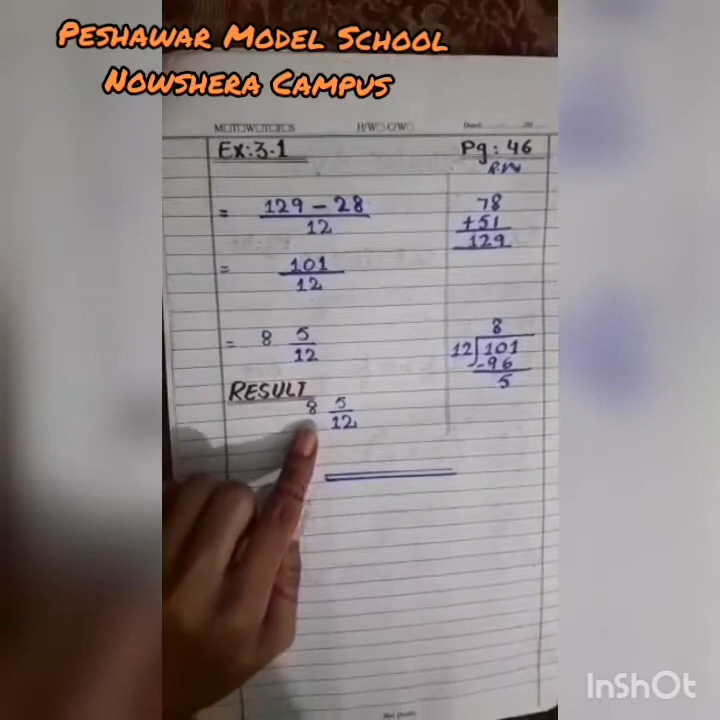 PESHAWAR MODEL SCHOOL
NOWSHERA CAMPUS
M□T□W□T□F□S H/W□ C/W□
Ex:3.1 Pg:46
R.W
= 129 - 28 / 12
78
+51
129
= 101 / 12
= 8 5/12
8
12)101
-96
5
RESULT
8 5/12
InShOt